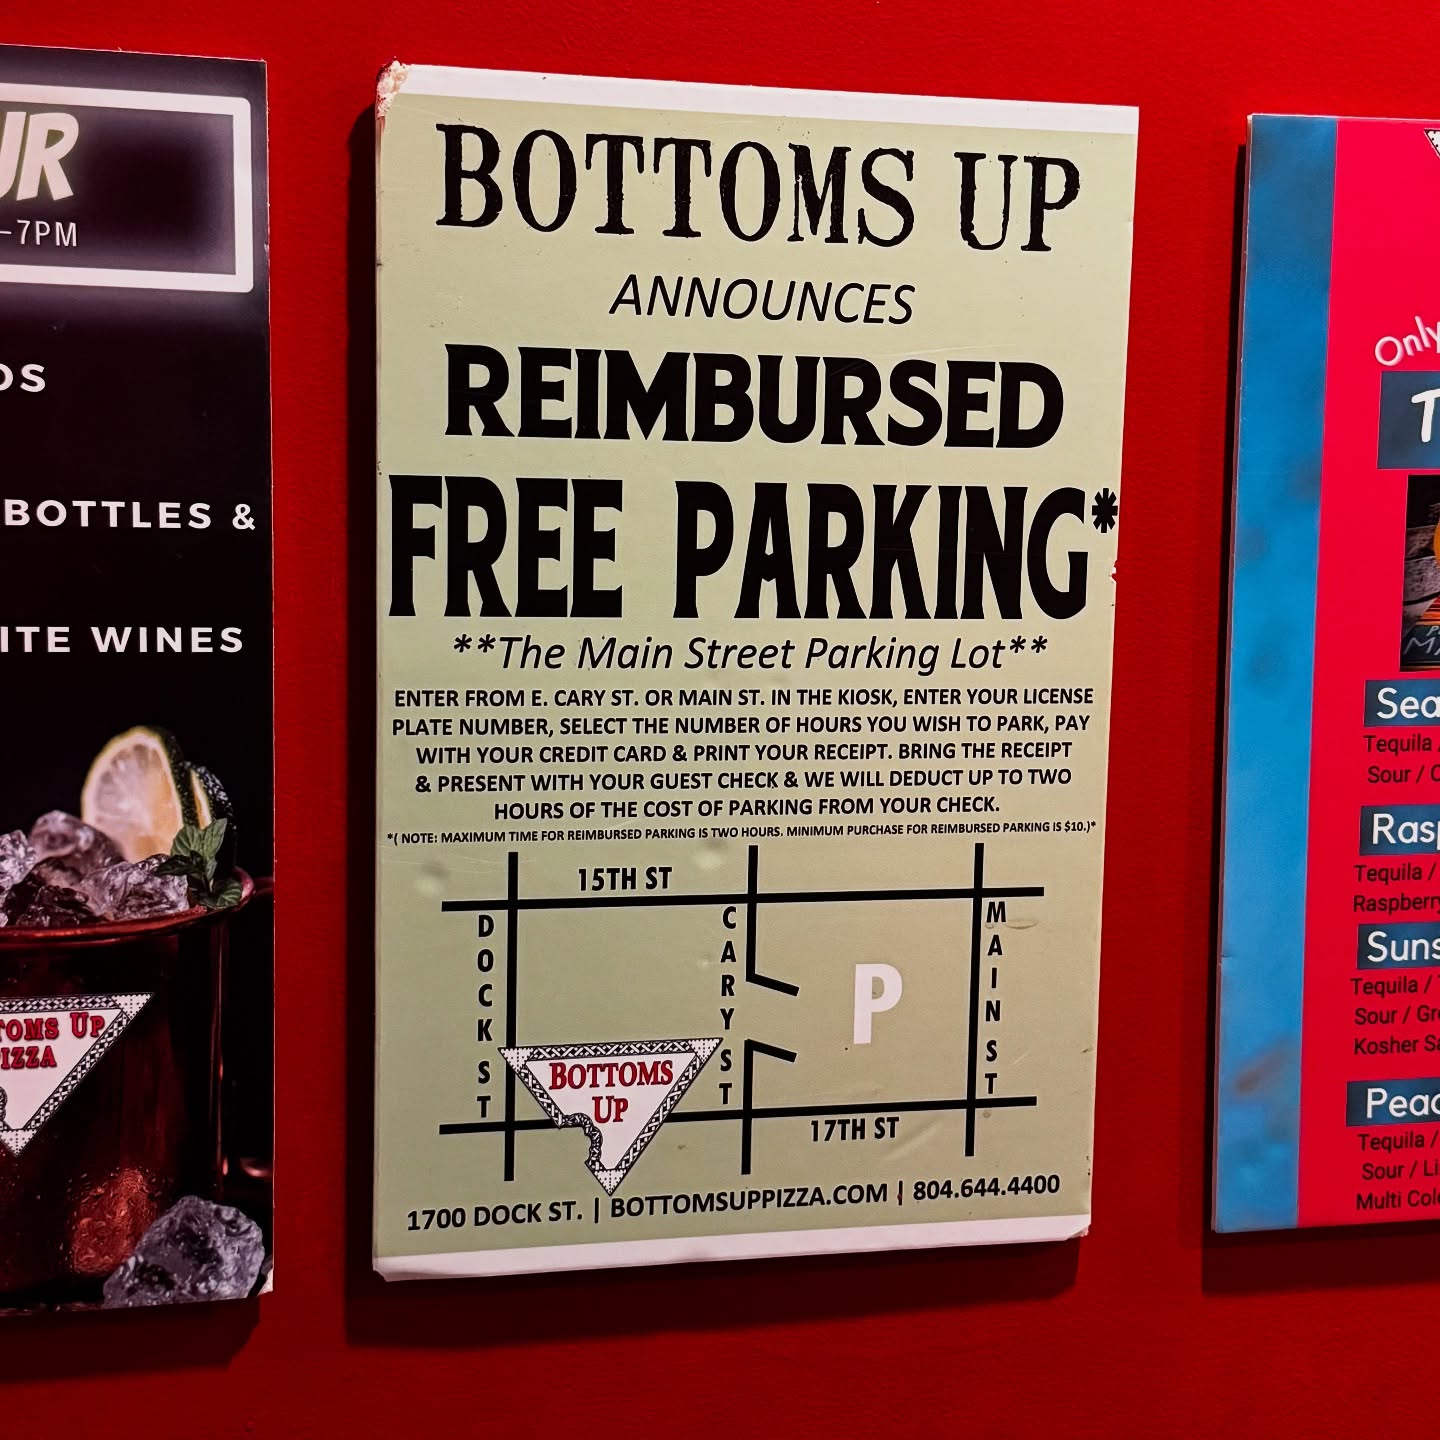 UR
–7PM
DS
BOTTLES &
ITE WINES
TOMS UP
PIZZA
BOTTOMS UP
ANNOUNCES
REIMBURSED
FREE PARKING*
**The Main Street Parking Lot**
ENTER FROM E. CARY ST. OR MAIN ST. IN THE KIOSK, ENTER YOUR LICENSE
PLATE NUMBER, SELECT THE NUMBER OF HOURS YOU WISH TO PARK, PAY
WITH YOUR CREDIT CARD & PRINT YOUR RECEIPT. BRING THE RECEIPT
& PRESENT WITH YOUR GUEST CHECK & WE WILL DEDUCT UP TO TWO
HOURS OF THE COST OF PARKING FROM YOUR CHECK.
*( NOTE: MAXIMUM TIME FOR REIMBURSED PARKING IS TWO HOURS. MINIMUM PURCHASE FOR REIMBURSED PARKING IS $10.)*
15TH ST
DOCK ST
CARY ST
P
MAIN ST
BOTTOMS
UP
17TH ST
1700 DOCK ST. | BOTTOMSUPPIZZA.COM | 804.644.4400
Only
T
Sea
Tequila /
Sour / 
Rasp
Tequila /
Raspberry
Suns
Tequila /
Sour / Gr
Kosher Sa
Peac
Tequila /
Sour / Li
Multi Col